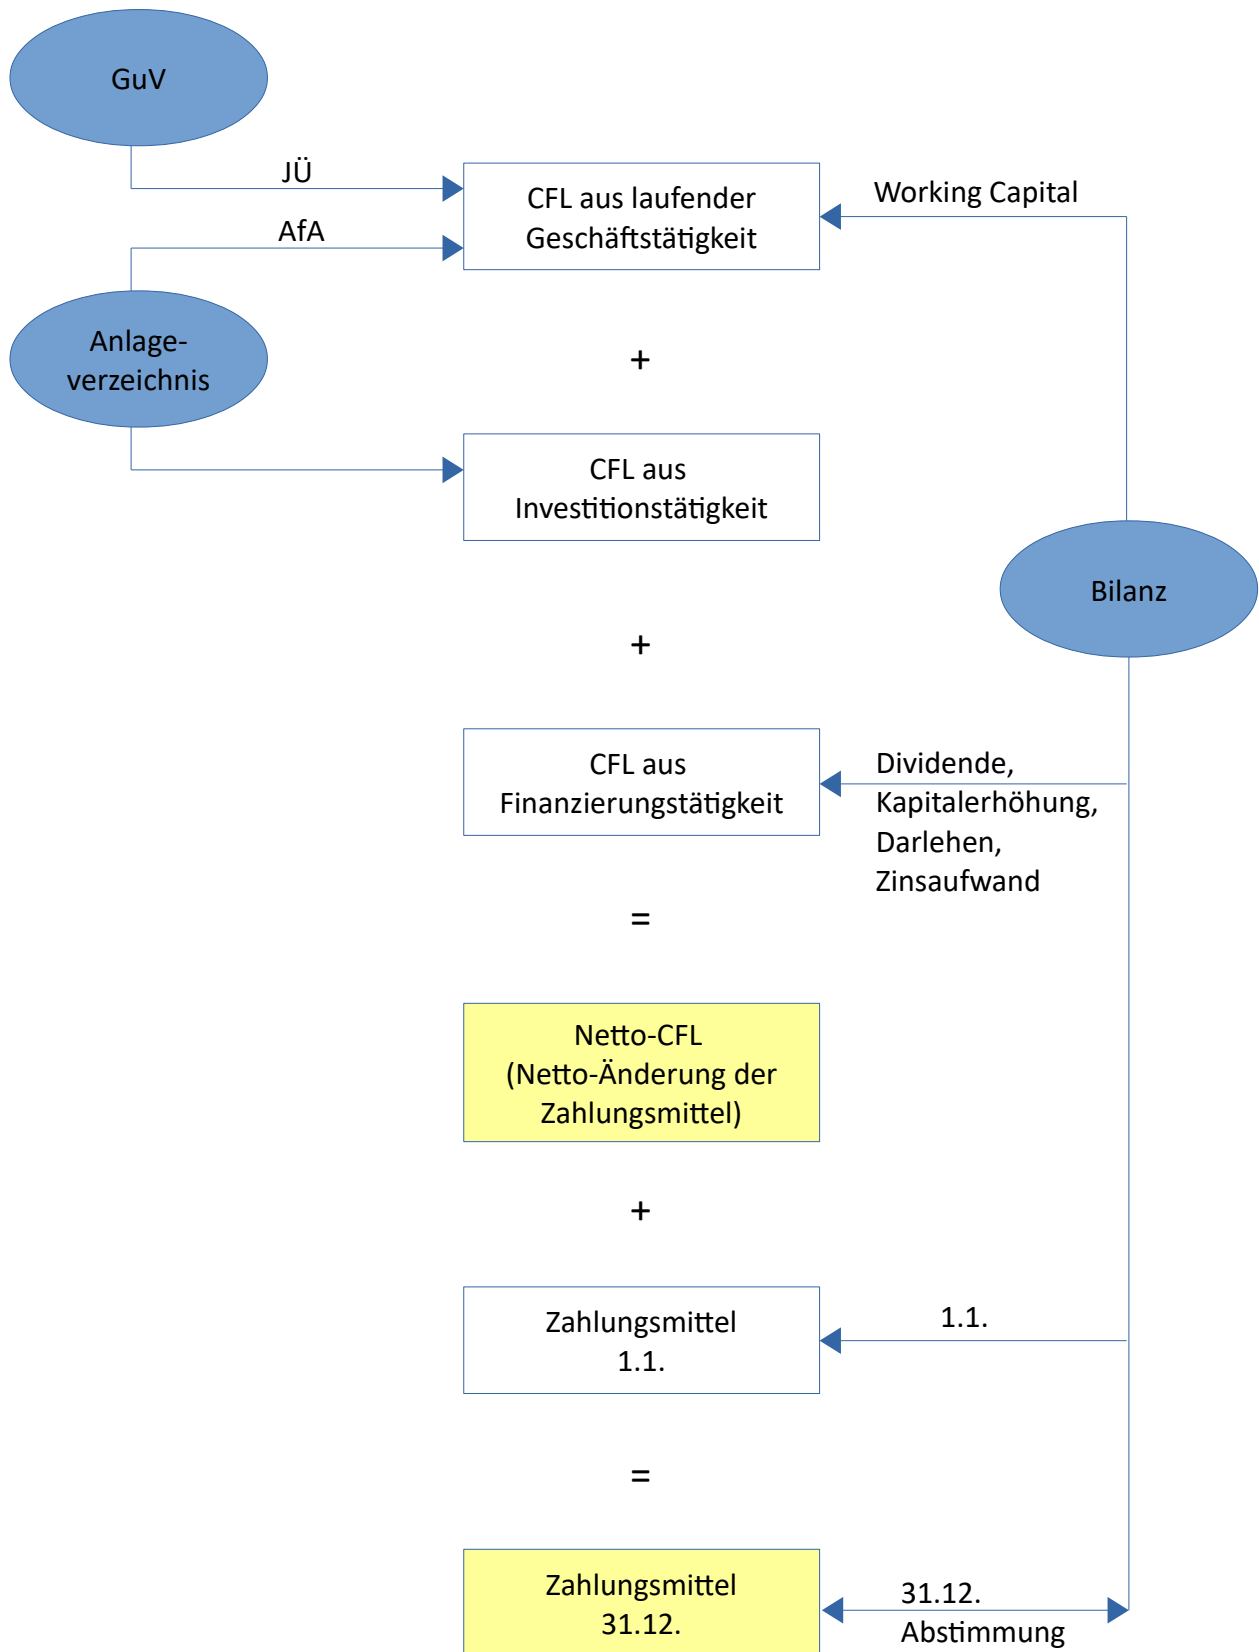 GuV
JÜ
CFL aus laufender
Geschäftstätigkeit
Working Capital
AfA
Anlage-
verzeichnis
+
CFL aus
Investitionstätigkeit
Bilanz
+
CFL aus
Finanzierungstätigkeit
Dividende,
Kapitalerhöhung,
Darlehen,
Zinsaufwand
=
Netto-CFL
(Netto-Änderung der
Zahlungsmittel)
+
Zahlungsmittel
1.1.
1.1.
=
Zahlungsmittel
31.12.
31.12.
Abstimmung